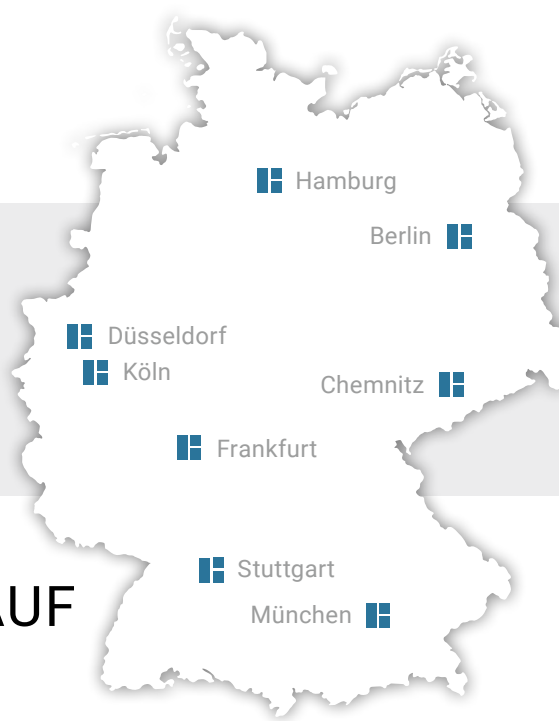 Hamburg
Berlin
Düsseldorf
Köln
Chemnitz
Frankfurt
Stuttgart
AUF
München